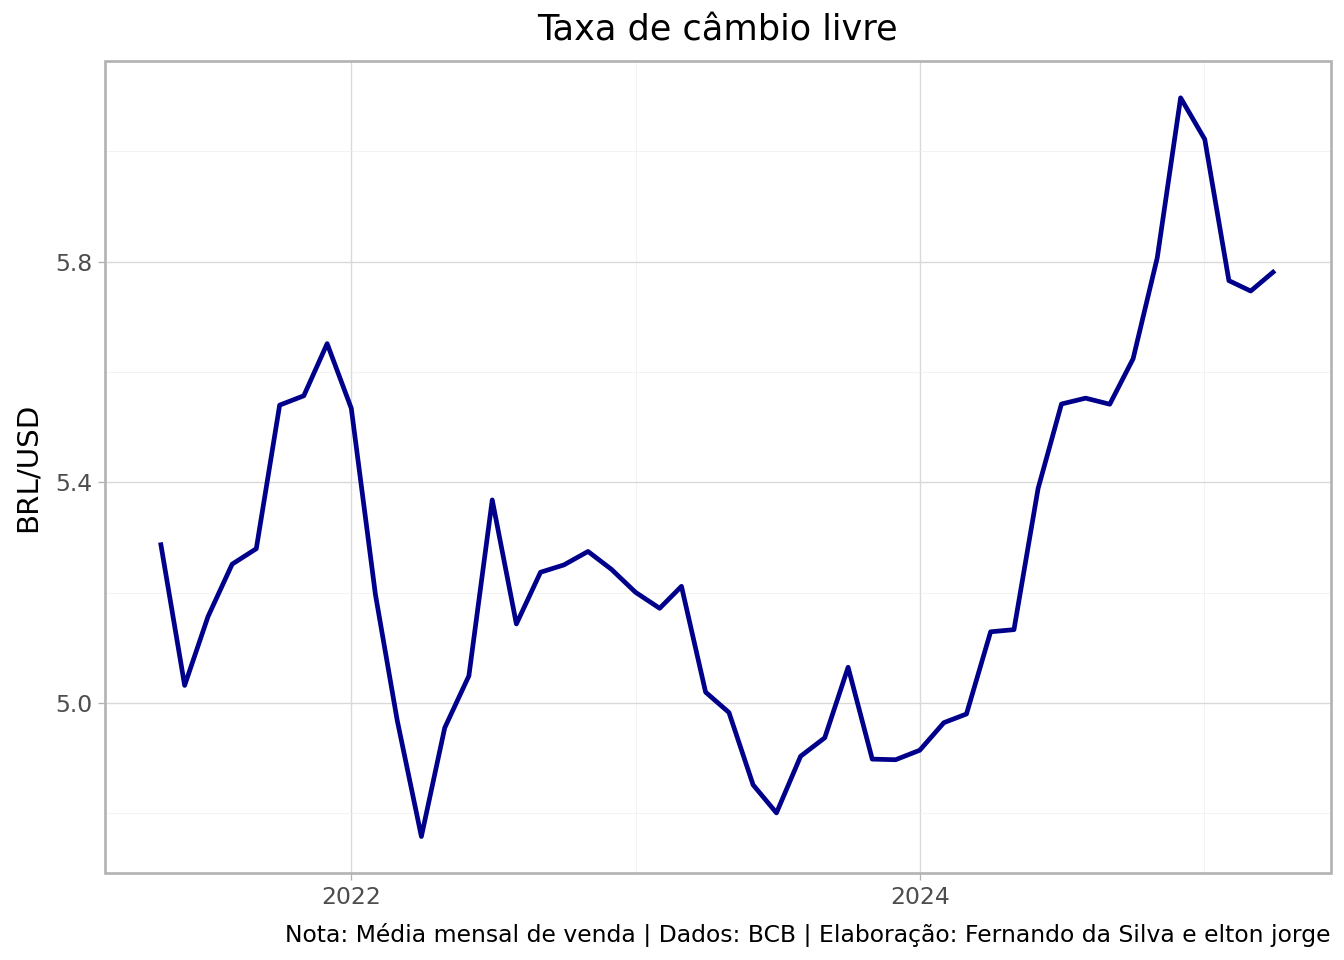 Taxa de câmbio livre
BRL/USD
5.8
5.4
5.0
2022
2024
Nota: Média mensal de venda | Dados: BCB | Elaboração: Fernando da Silva e elton jorge